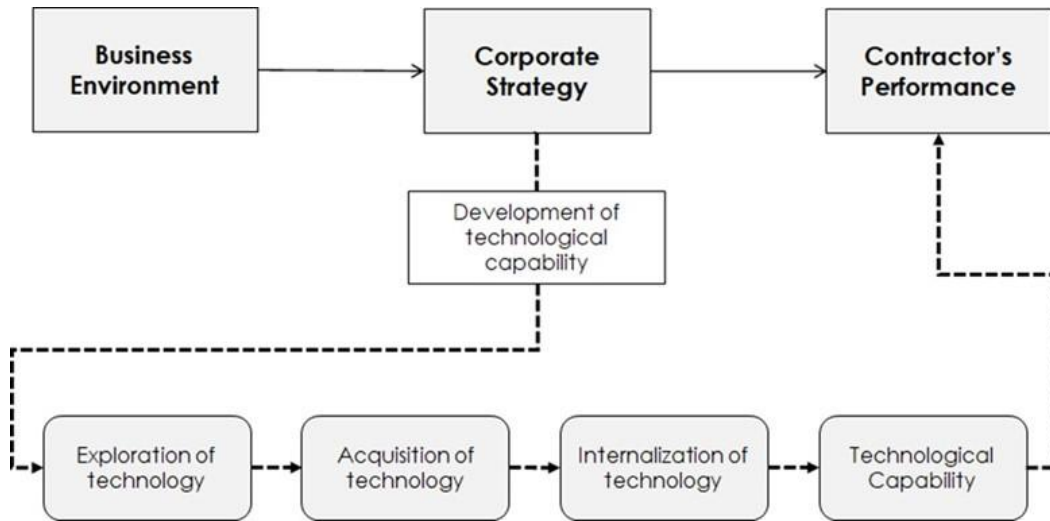 Business
Environment
Corporate
Strategy
Contractor's
Performance
Development of
technological
capability
Exploration of
technology
Acquisition of
technology
Internalization of
technology
Technological
Capability